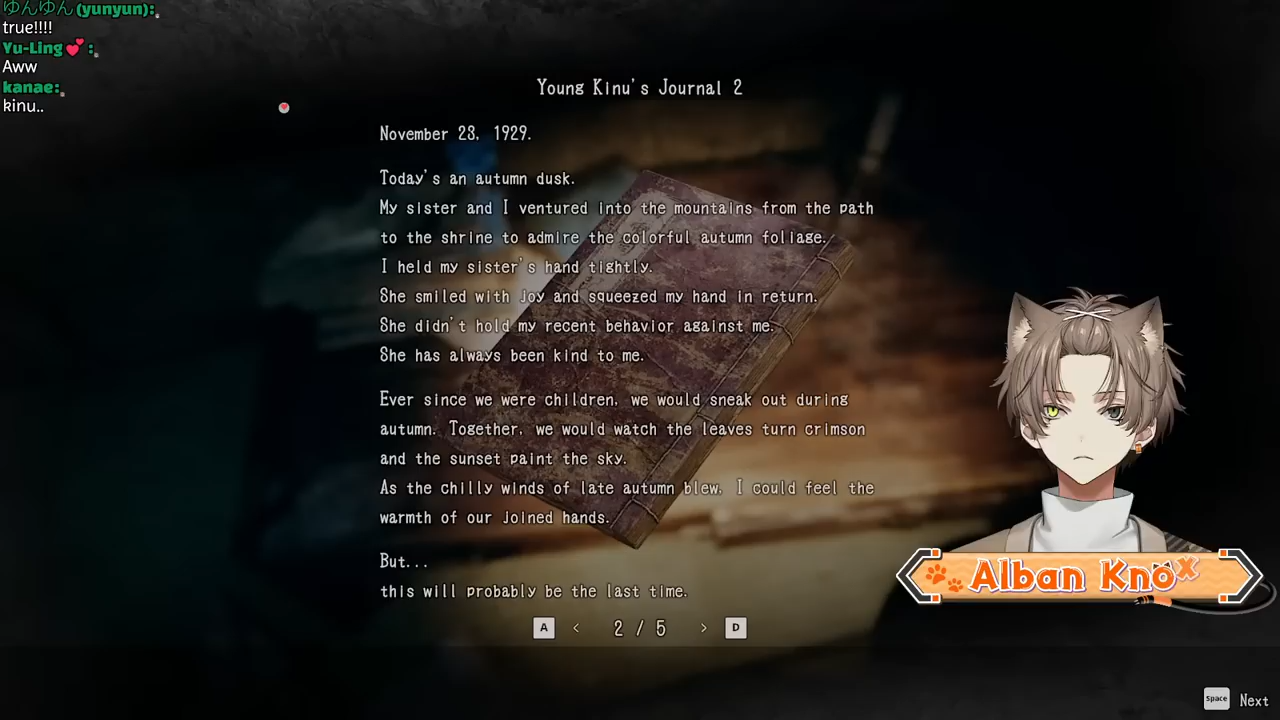 ゆんゆん(yunyun):
true!!!!
Yu-Ling💕:
Aww
kanae:
kinu..
Young Kinu's Journal 2
November 23, 1929.
Today's an autumn dusk.
My sister and I ventured into the mountains from the path
to the shrine to admire the colorful autumn foliage.
I held my sister's hand tightly.
She smiled with joy and squeezed my hand in return.
She didn't hold my recent behavior against me.
She has always been kind to me.
Ever since we were children, we would sneak out during
autumn. Together, we would watch the leaves turn crimson
and the sunset paint the sky.
As the chilly winds of late autumn blew, I could feel the
warmth of our joined hands.
But...
this will probably be the last time.
A < 2 / 5 > D
Alban Knox
Space Next